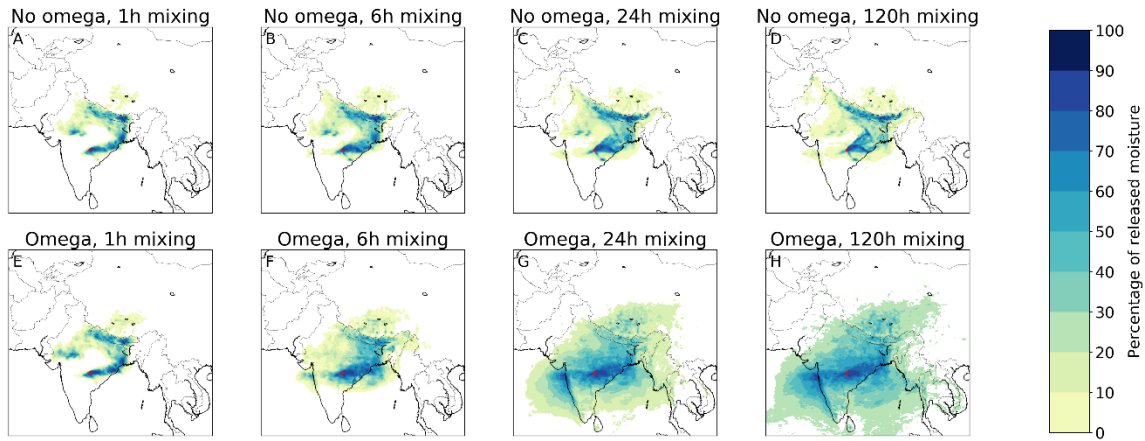 No omega, 1h mixing
No omega, 6h mixing
No omega, 24h mixing
No omega, 120h mixing
A
B
C
D
Omega, 1h mixing
Omega, 6h mixing
Omega, 24h mixing
Omega, 120h mixing
E
F
G
H
100
90
80
70
60
50
40
30
20
10
0
Percentage of released moisture